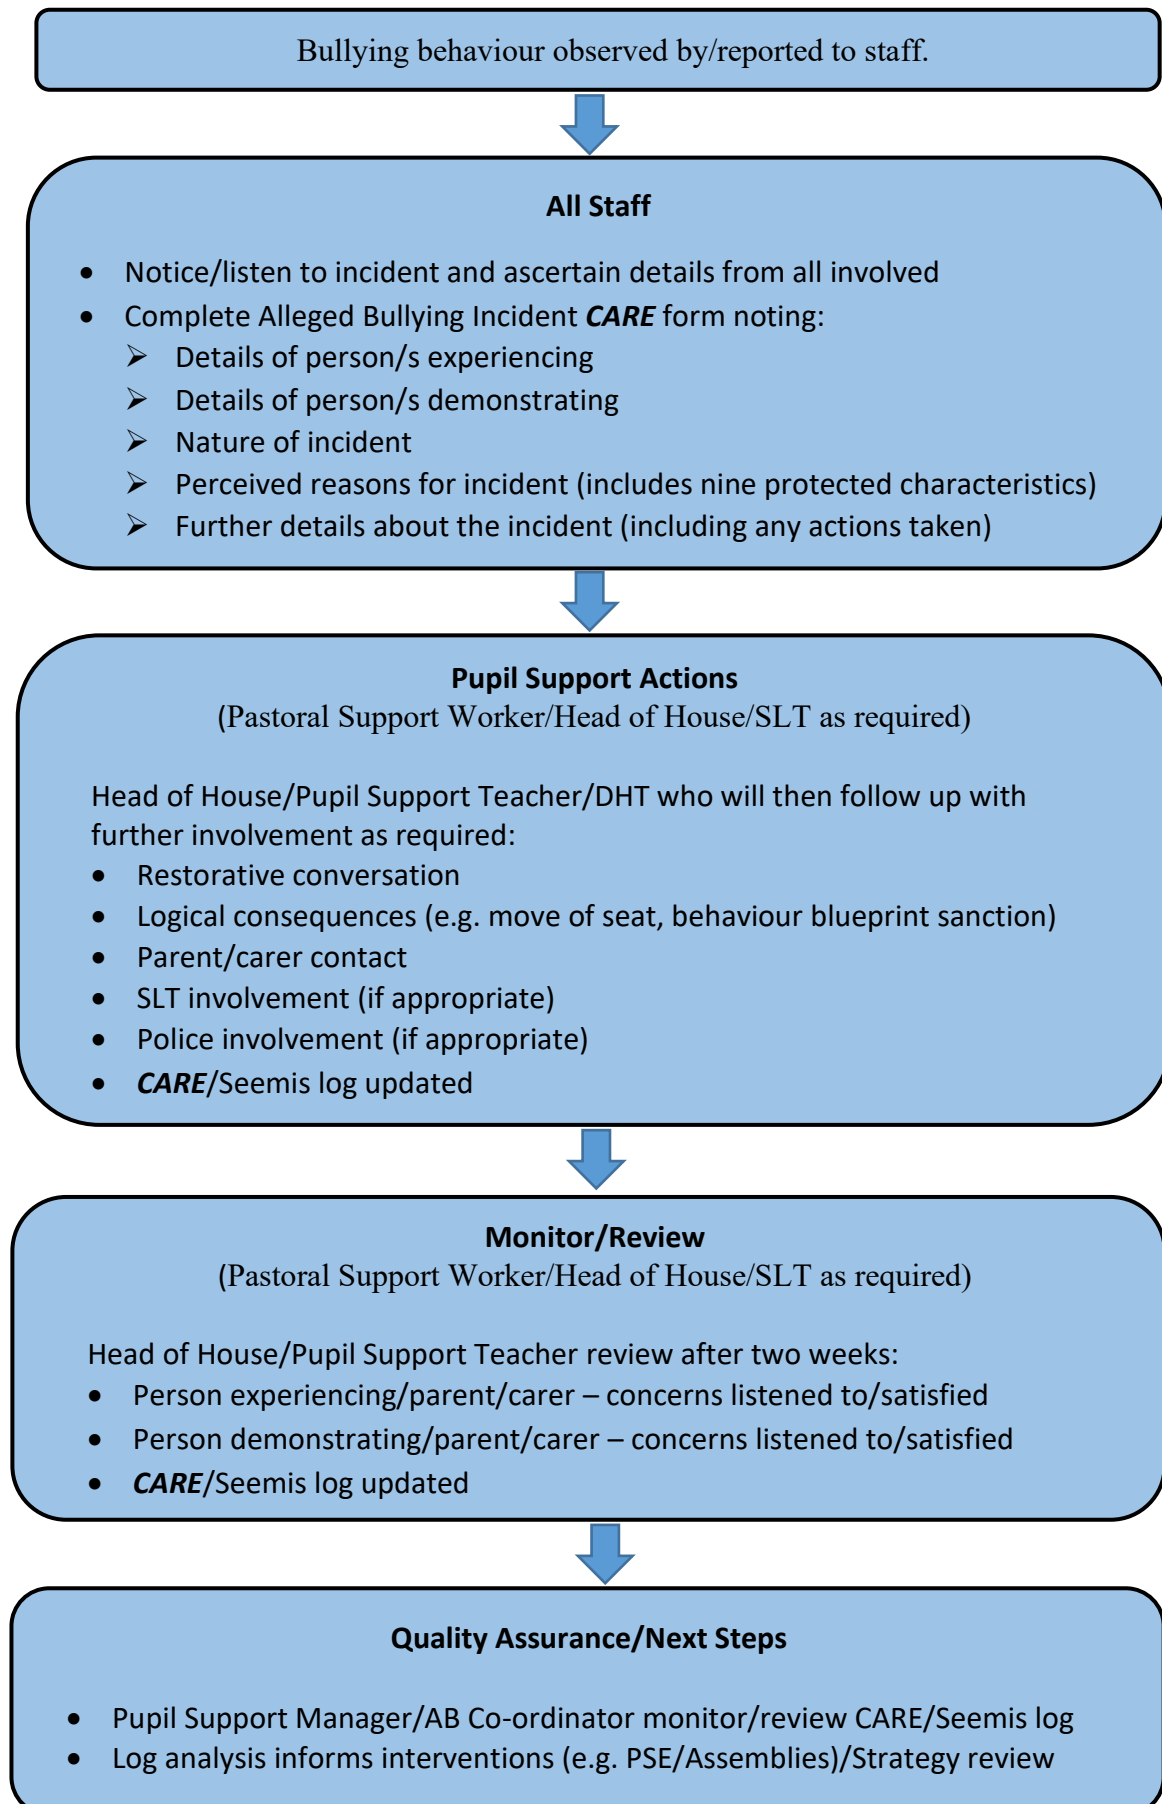 Bullying behaviour observed by/reported to staff.
All Staff
• Notice/listen to incident and ascertain details from all involved
• Complete Alleged Bullying Incident CARE form noting:
➢ Details of person/s experiencing
➢ Details of person/s demonstrating
➢ Nature of incident
➢ Perceived reasons for incident (includes nine protected characteristics)
➢ Further details about the incident (including any actions taken)
Pupil Support Actions
(Pastoral Support Worker/Head of House/SLT as required)
Head of House/Pupil Support Teacher/DHT who will then follow up with
further involvement as required:
• Restorative conversation
• Logical consequences (e.g. move of seat, behaviour blueprint sanction)
• Parent/carer contact
• SLT involvement (if appropriate)
• Police involvement (if appropriate)
• CARE/Seemis log updated
Monitor/Review
(Pastoral Support Worker/Head of House/SLT as required)
Head of House/Pupil Support Teacher review after two weeks:
• Person experiencing/parent/carer – concerns listened to/satisfied
• Person demonstrating/parent/carer – concerns listened to/satisfied
• CARE/Seemis log updated
Quality Assurance/Next Steps
• Pupil Support Manager/AB Co-ordinator monitor/review CARE/Seemis log
• Log analysis informs interventions (e.g. PSE/Assemblies)/Strategy review